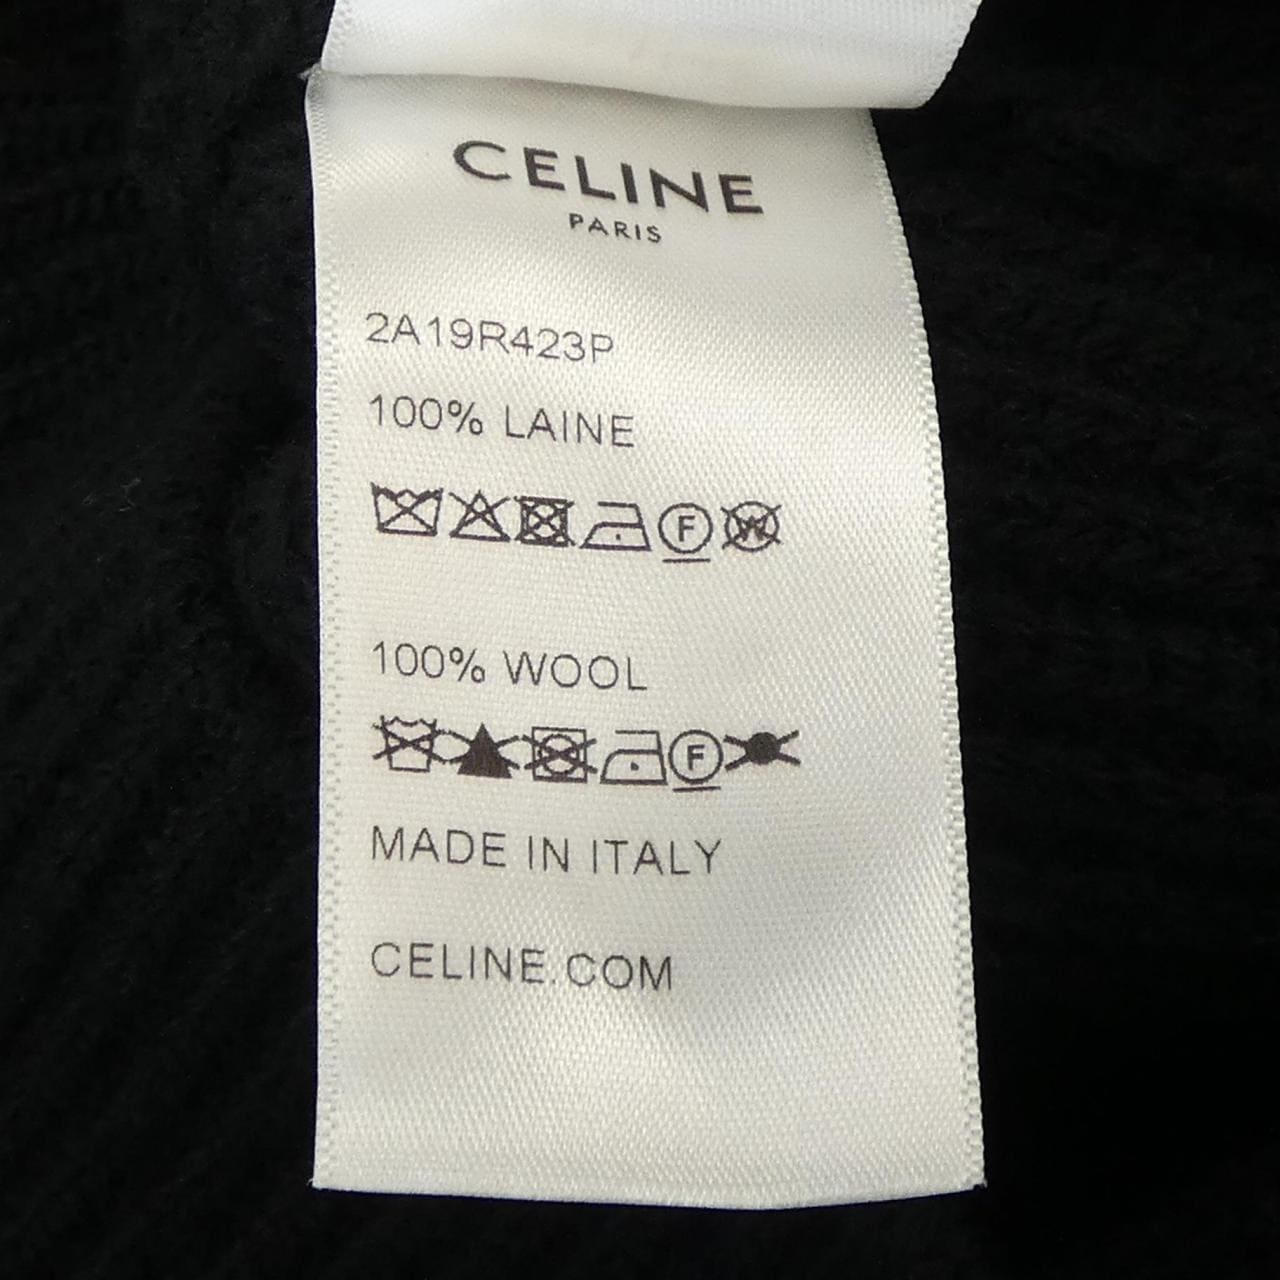 CELINE
PARIS
2A19R423P
100% LAINE
F W
100% WOOL
F
MADE IN ITALY
CELINE.COM